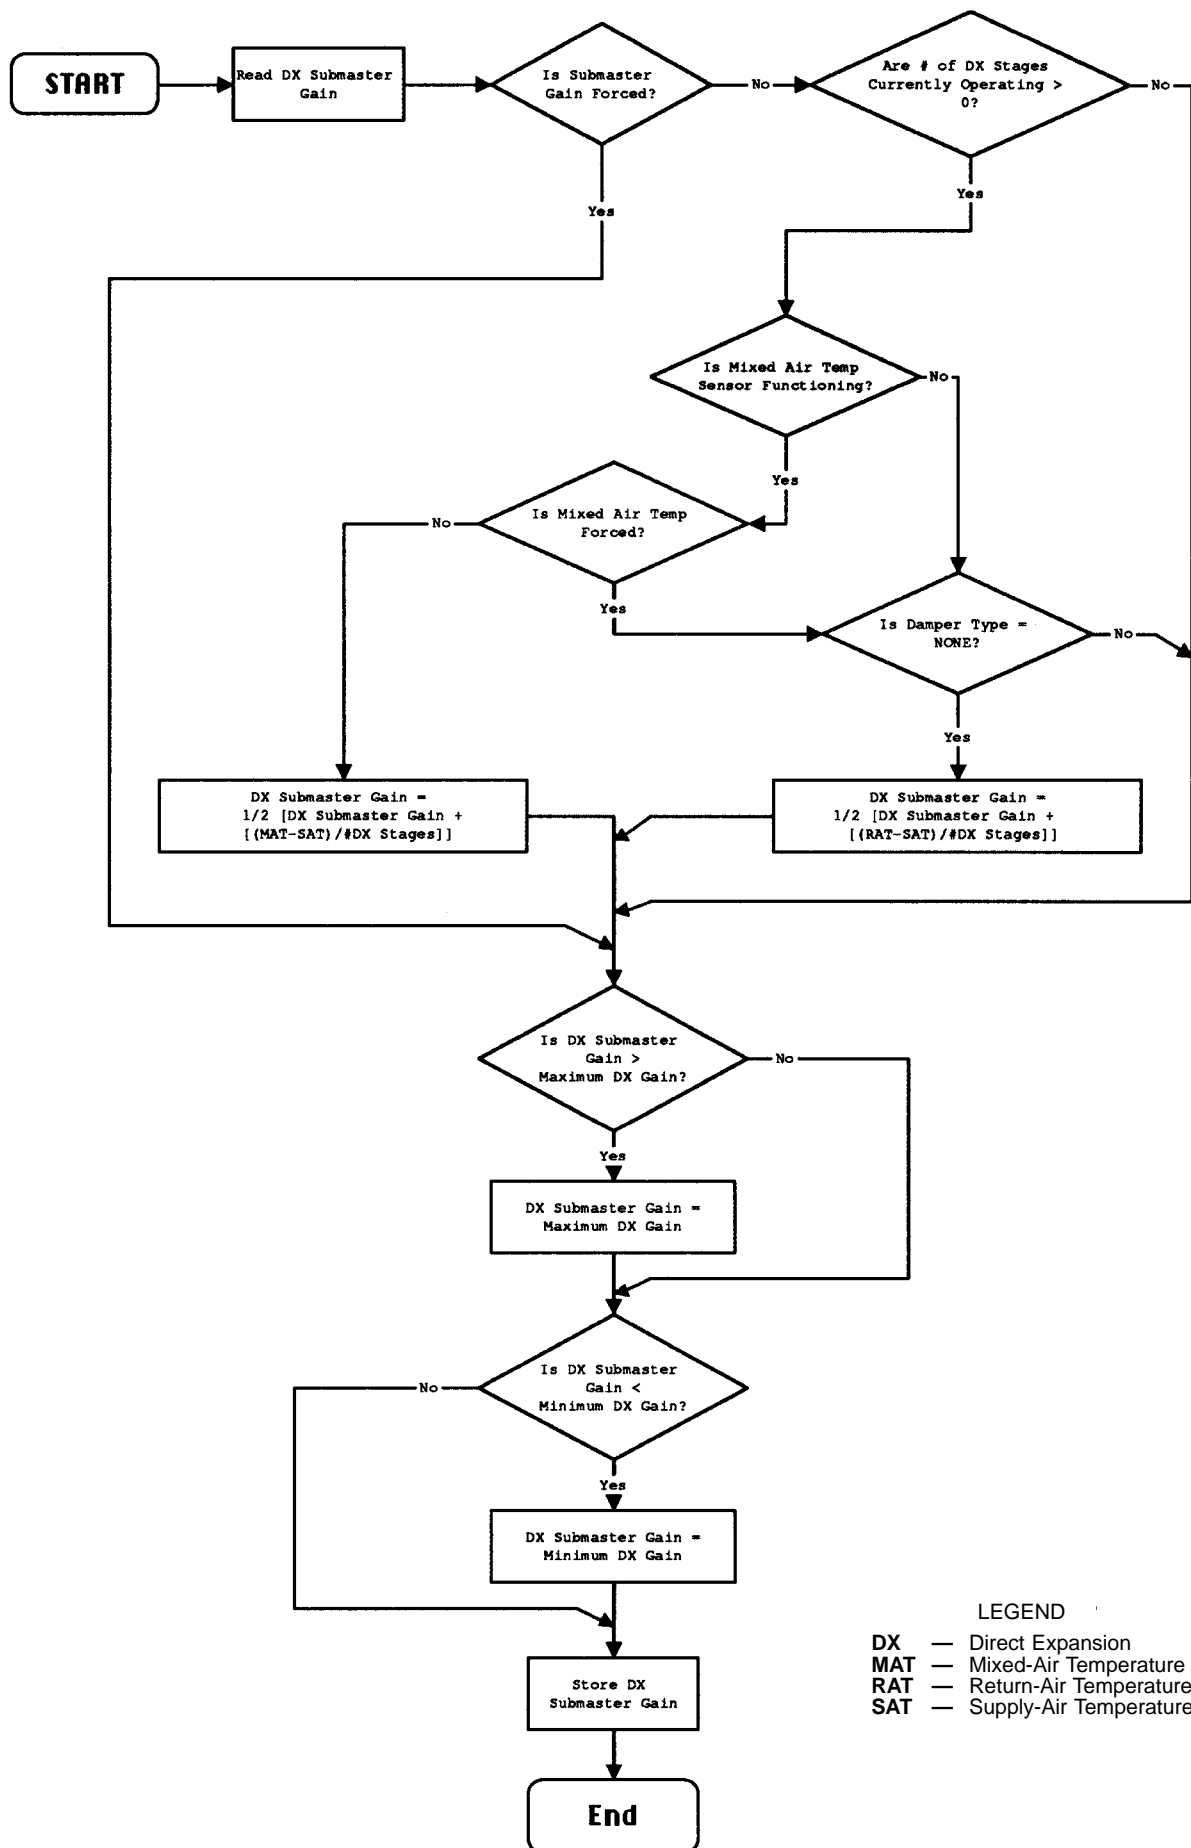 START
Read DX Submaster
Gain
Is Submaster
Gain Forced?
No
Are # of DX Stages
Currently Operating >
0?
No
Yes
Yes
Is Mixed Air Temp
Sensor Functioning?
No
Yes
Is Mixed Air Temp
Forced?
No
Yes
Is Damper Type =
NONE?
No
Yes
DX Submaster Gain =
1/2 [DX Submaster Gain +
[(MAT-SAT)/#DX Stages]]
DX Submaster Gain =
1/2 [DX Submaster Gain +
[(RAT-SAT)/#DX Stages]]
Is DX Submaster
Gain >
Maximum DX Gain?
No
Yes
DX Submaster Gain =
Maximum DX Gain
Is DX Submaster
Gain <
Minimum DX Gain?
No
Yes
DX Submaster Gain =
Minimum DX Gain
Store DX
Submaster Gain
End
LEGEND
DX — Direct Expansion
MAT — Mixed-Air Temperature
RAT — Return-Air Temperature
SAT — Supply-Air Temperature